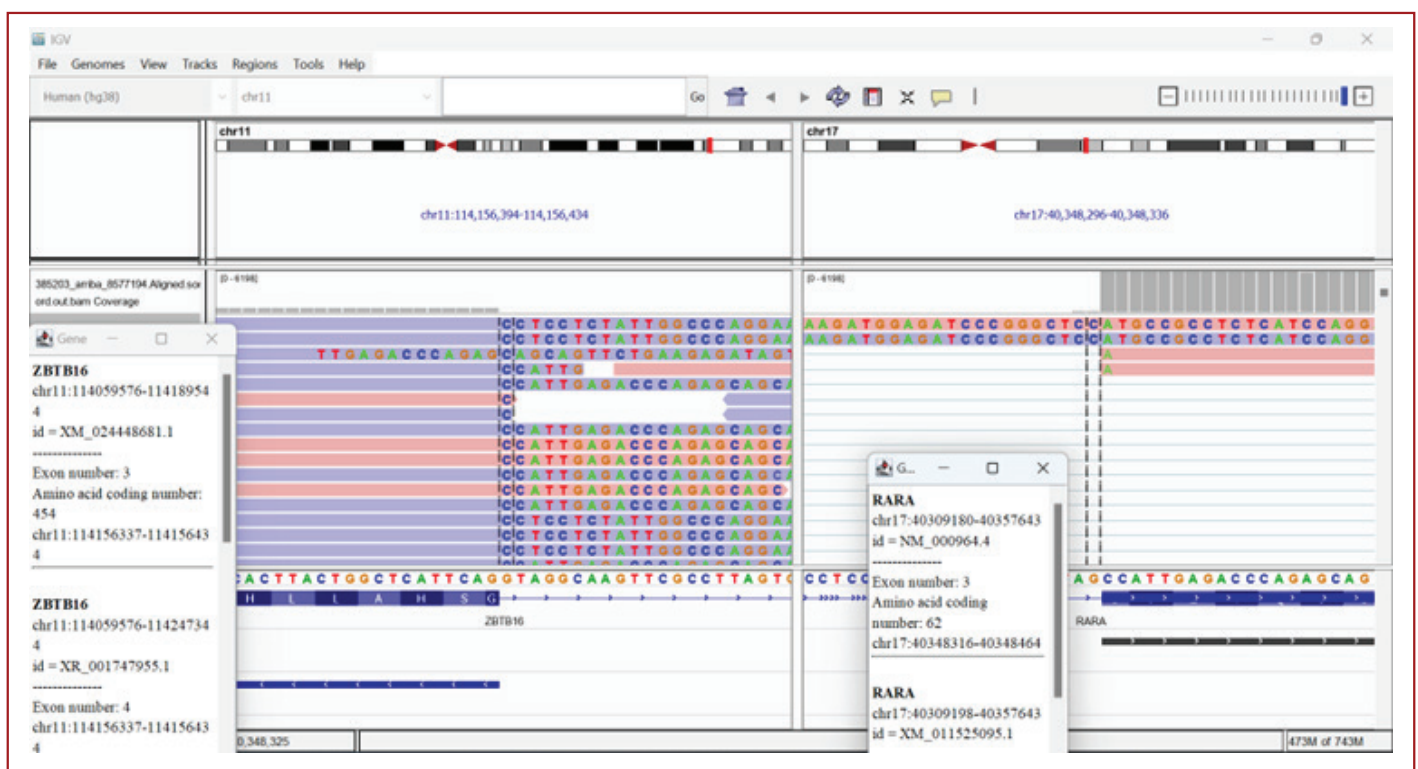 IGV
File Genomes View Tracks Regions Tools Help
Human (hg38) chr11 Go
chr11 chr17
chr11:114,156,394-114,156,434 chr17:40,348,296-40,348,336
385203_arriba_8577194.Aligned.so
ord.out.bam Coverage
[0 - 6198] [0 - 6198]
C C T C C T C T A T T G G C C C A G G A A A A G A T G G A G A T C C C G G G C T C C A T G C C G C C T C T C A T C C A G G
C C T C C T C T A T T G G C C C A G G A A A A G A T G G A G A T C C C G G G C T C C A T G C C G C C T C T C A T C C A G G
T T G A G A C C C A G A G C A G C A G T T C T G A A G A G A T A G T A
C C A T T G A
C C A T T G A G A C C C A G A G C A G C A
C
C
C C A T T G A G A C C C A G A G C A G C A
C C A T T G A G A C C C A G A G C A G C A
C C A T T G A G A C C C A G A G C A G C A
C C A T T G A G A C C C A G A G C A G C A
C C A T T G A G A C C C A G A G C A G C
C C A T T G A G A C C C A G A G C A G C A
C C T C C T C T A T T G G C C C A G G A A
C C T C C T C T A T T G G C C C A G G A A
Gene
ZBTB16
chr11:114059576-11418954
4
id = XM_024448681.1
--------------
Exon number: 3
Amino acid coding number:
454
chr11:114156337-11415643
4
ZBTB16
chr11:114059576-11424734
4
id = XR_001747955.1
--------------
Exon number: 4
chr11:114156337-11415643
4
A C T T A C T G G C T C A T T C A G G T A G G C A A G T T C G C C T T A G T C C T C C
H L L A H S G
ZBTB16
G...
RARA
chr17:40309180-40357643
id = NM_000964.4
--------------
Exon number: 3
Amino acid coding
number: 62
chr17:40348316-40348464
RARA
chr17:40309198-40357643
id = XM_011525095.1
A G C C A T T G A G A C C C A G A G C A G
RARA
0,348,325 473M of 743M